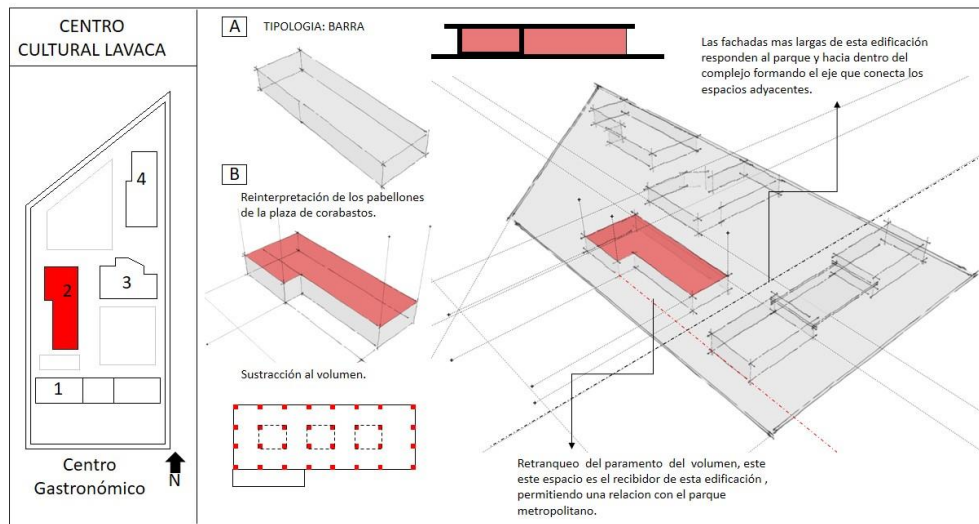 CENTRO
CULTURAL LAVACA
4
2
3
1
Centro
Gastronómico
N
A
TIPOLOGIA: BARRA
B
Reinterpretación de los pabellones
de la plaza de corabastos.
Sustracción al volumen.
Las fachadas mas largas de esta edificación
responden al parque y hacia dentro del
complejo formando el eje que conecta los
espacios adyacentes.
Retranqueo del paramento del volumen, este
este espacio es el recibidor de esta edificación ,
permitiendo una relacion con el parque
metropolitano.